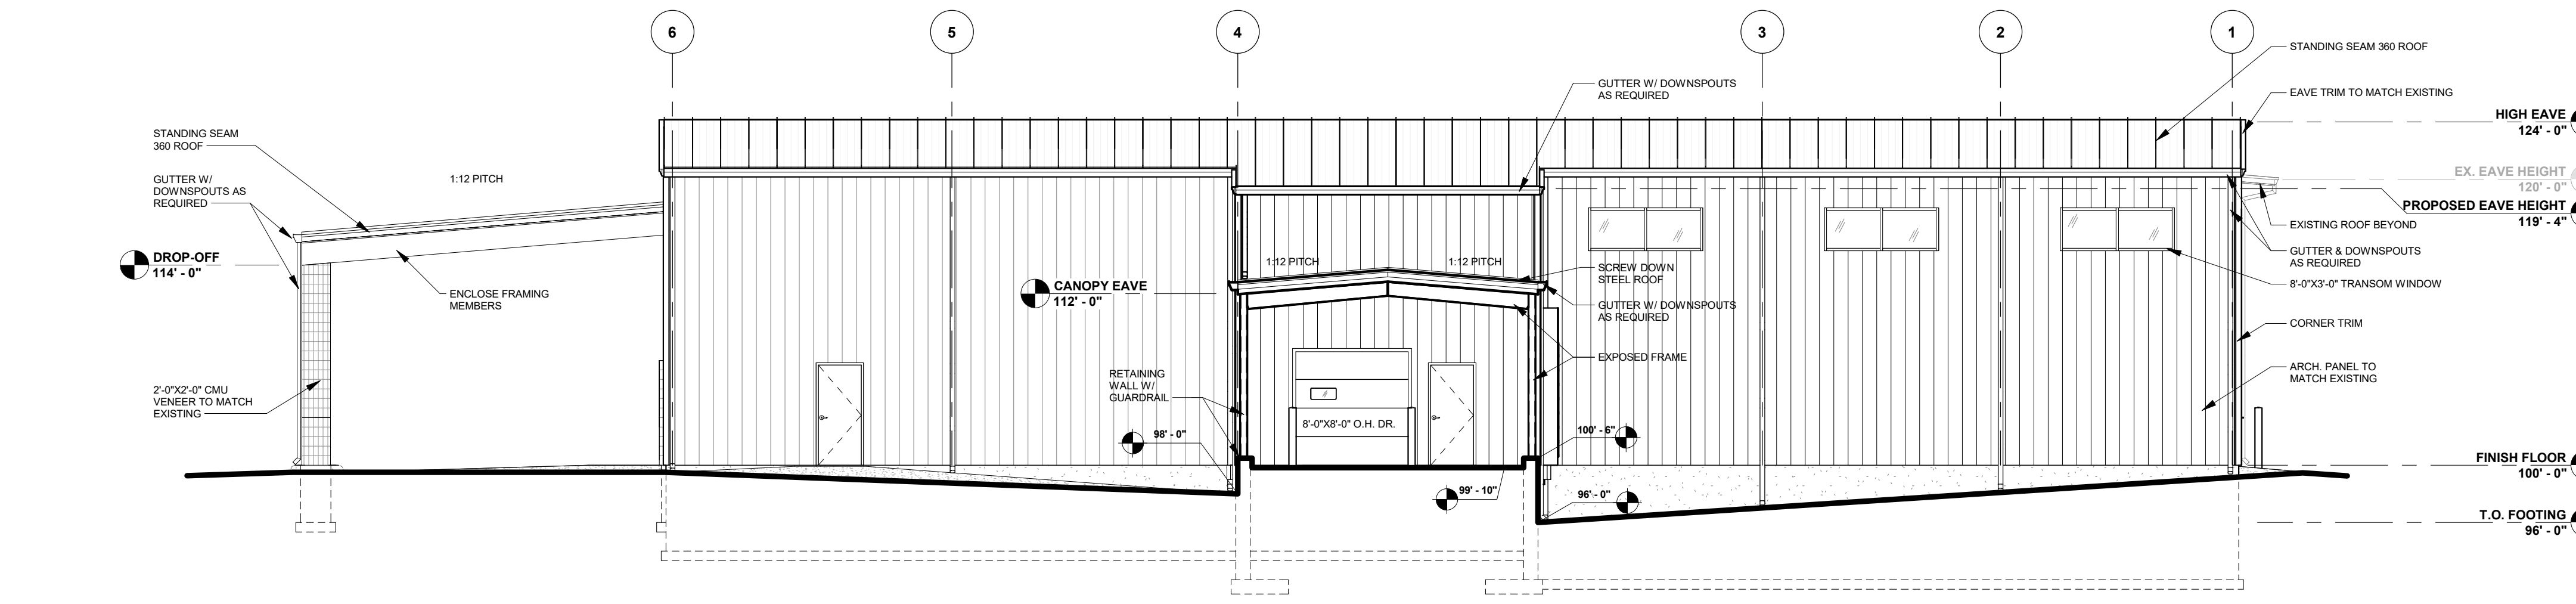 6
5
4
3
2
1
STANDING SEAM 360 ROOF
EAVE TRIM TO MATCH EXISTING
HIGH EAVE
124' - 0"
GUTTER W/ DOWNSPOUTS
AS REQUIRED
STANDING SEAM
360 ROOF
1:12 PITCH
GUTTER W/
DOWNSPOUTS AS
REQUIRED
EX. EAVE HEIGHT
120' - 0"
PROPOSED EAVE HEIGHT
119' - 4"
EXISTING ROOF BEYOND
GUTTER & DOWNSPOUTS
AS REQUIRED
8'-0"X3'-0" TRANSOM WINDOW
DROP-OFF
114' - 0"
ENCLOSE FRAMING
MEMBERS
CANOPY EAVE
112' - 0"
1:12 PITCH
1:12 PITCH
SCREW DOWN
STEEL ROOF
GUTTER W/ DOWNSPOUTS
AS REQUIRED
EXPOSED FRAME
CORNER TRIM
ARCH. PANEL TO
MATCH EXISTING
2'-0"X2'-0" CMU
VENEER TO MATCH
EXISTING
RETAINING
WALL W/
GUARDRAIL
8'-0"X8'-0" O.H. DR.
98' - 0"
100' - 6"
99' - 10"
96' - 0"
FINISH FLOOR
100' - 0"
T.O. FOOTING
96' - 0"